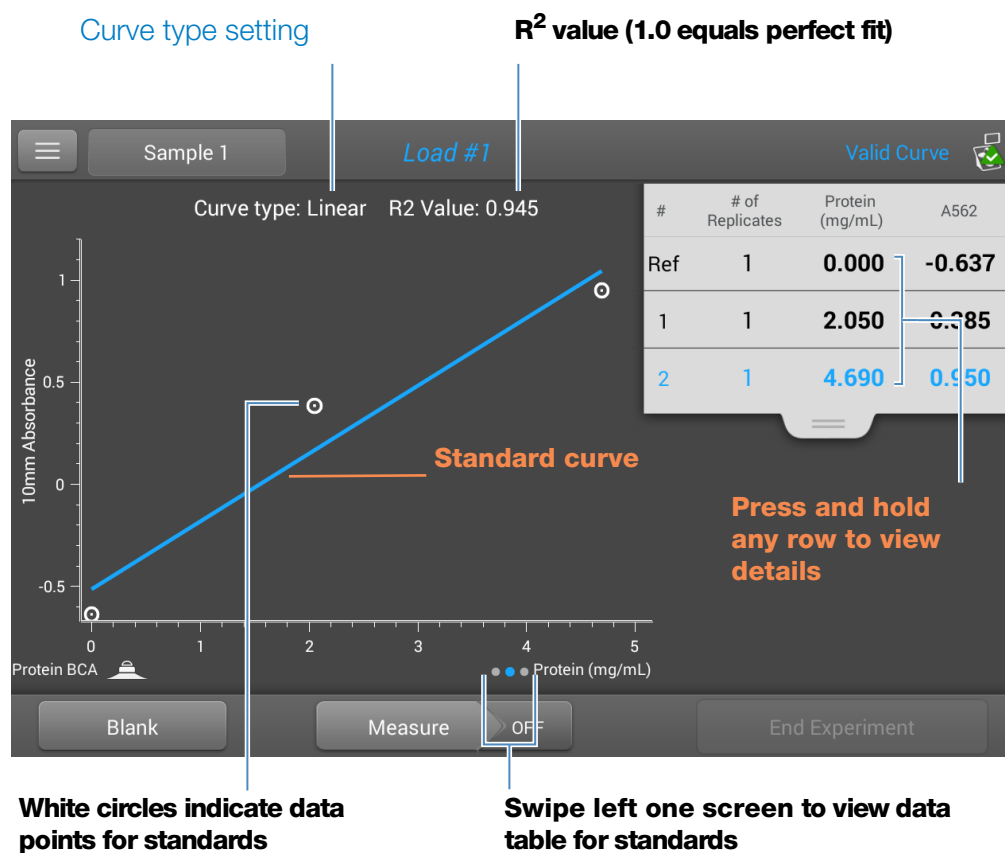 Curve type setting
R2 value (1.0 equals perfect fit)
Sample 1
Load #1
Valid Curve
Curve type: Linear R2 Value: 0.945
# # of Replicates Protein (mg/mL) A562
Ref 1 0.000 -0.637
1 1 2.050 0.385
2 1 4.690 0.950
1
0.5
0
-0.5
10mm Absorbance
Standard curve
Press and hold
any row to view
details
0 1 2 3 4 5
Protein BCA
Protein (mg/mL)
Blank
Measure
OFF
End Experiment
White circles indicate data
points for standards
Swipe left one screen to view data
table for standards